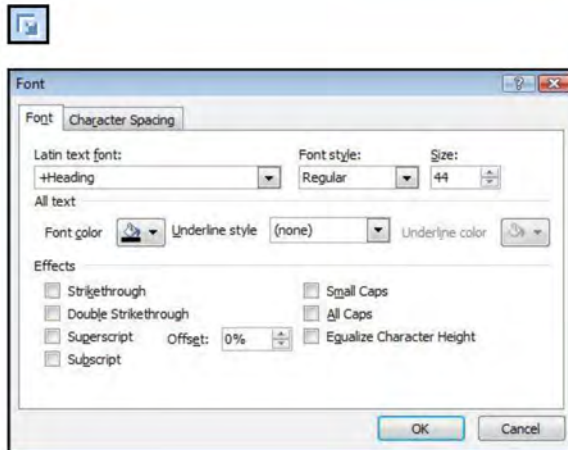 Font
Font Character Spacing
Latin text font: Font style: Size:
+Heading Regular 44
All text
Font color Underline style (none) Underline color
Effects
Strikethrough Small Caps
Double Strikethrough All Caps
Superscript Offset: 0% Equalize Character Height
Subscript
OK Cancel